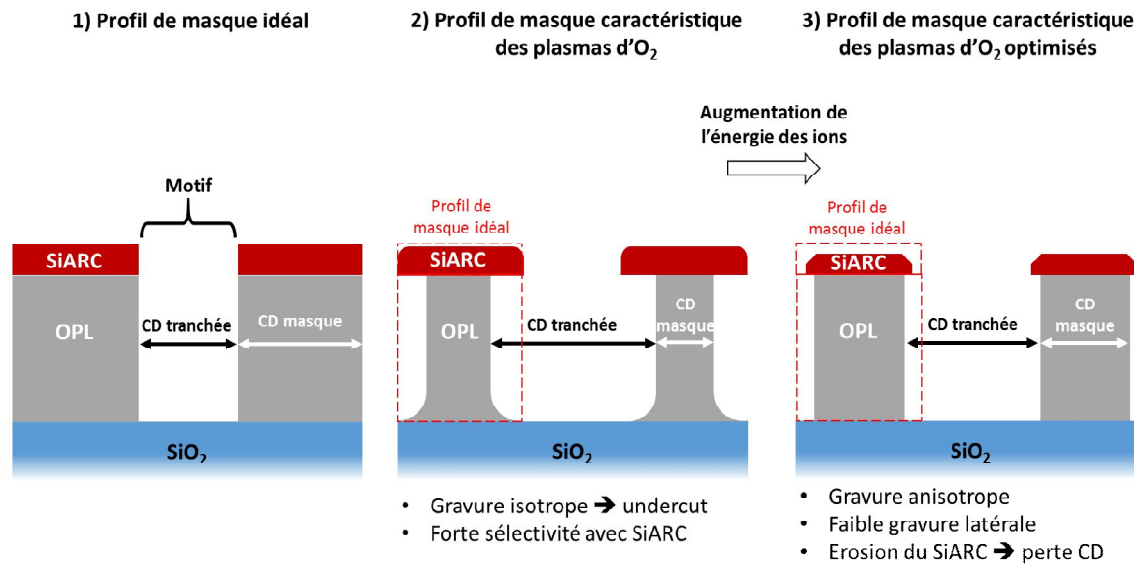 1) Profil de masque idéal
Motif
SiARC
OPL
CD tranchée
CD masque
SiO₂
2) Profil de masque caractéristique
des plasmas d’O₂
Profil de
masque idéal
SiARC
OPL
CD tranchée
CD
masque
SiO₂
• Gravure isotrope ➔ undercut
• Forte sélectivité avec SiARC
Augmentation de
l’énergie des ions
3) Profil de masque caractéristique
des plasmas d’O₂ optimisés
Profil de
masque idéal
SiARC
OPL
CD tranchée
CD
masque
SiO₂
• Gravure anisotrope
• Faible gravure latérale
• Erosion du SiARC ➔ perte CD